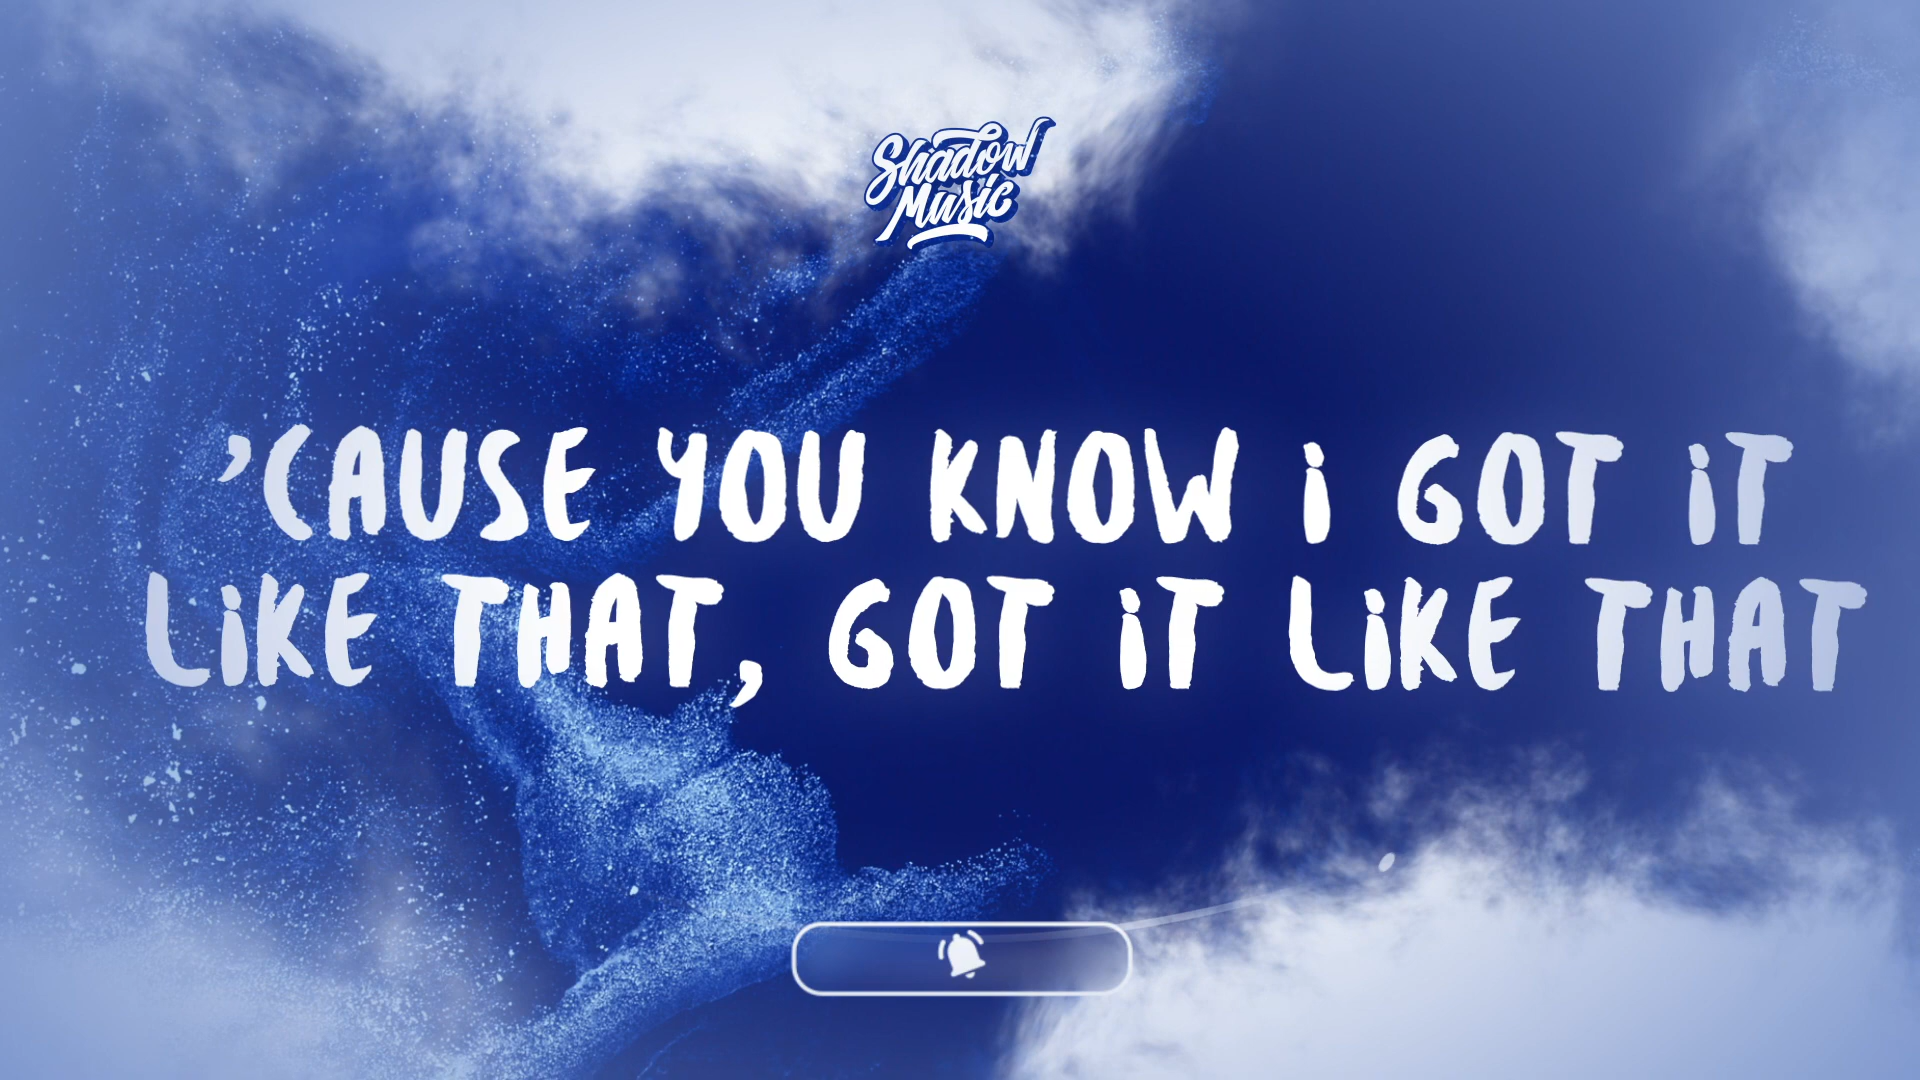 Shadow
Music
’CAUSE YOU KNOW i GOT iT
LiKE THAT, GOT iT LiKE THAT